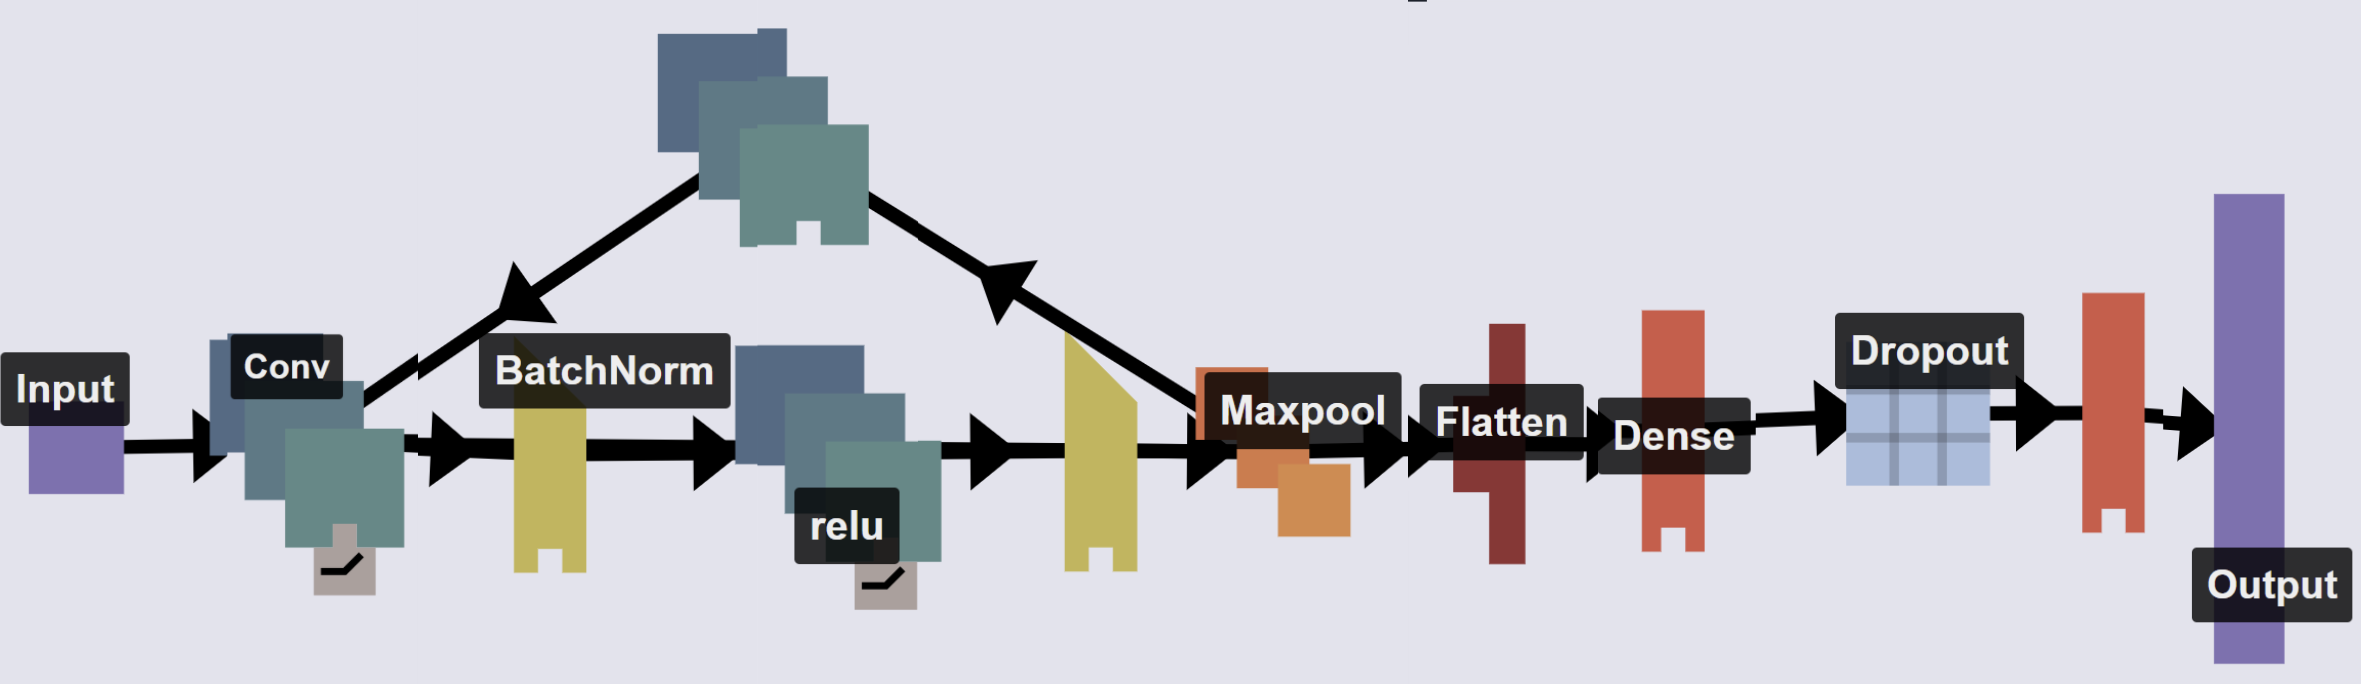 Input
Conv
BatchNorm
relu
Maxpool
Flatten
Dense
Dropout
Output